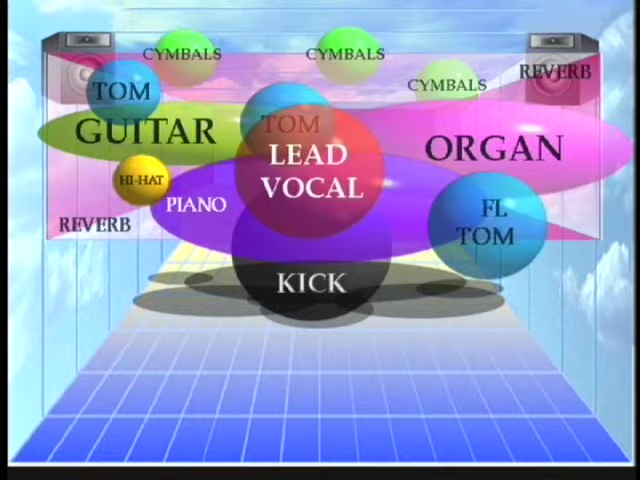 CYMBALS
CYMBALS
CYMBALS
REVERB
TOM
TOM
GUITAR
LEAD
VOCAL
ORGAN
HI-HAT
PIANO
REVERB
FL
TOM
KICK